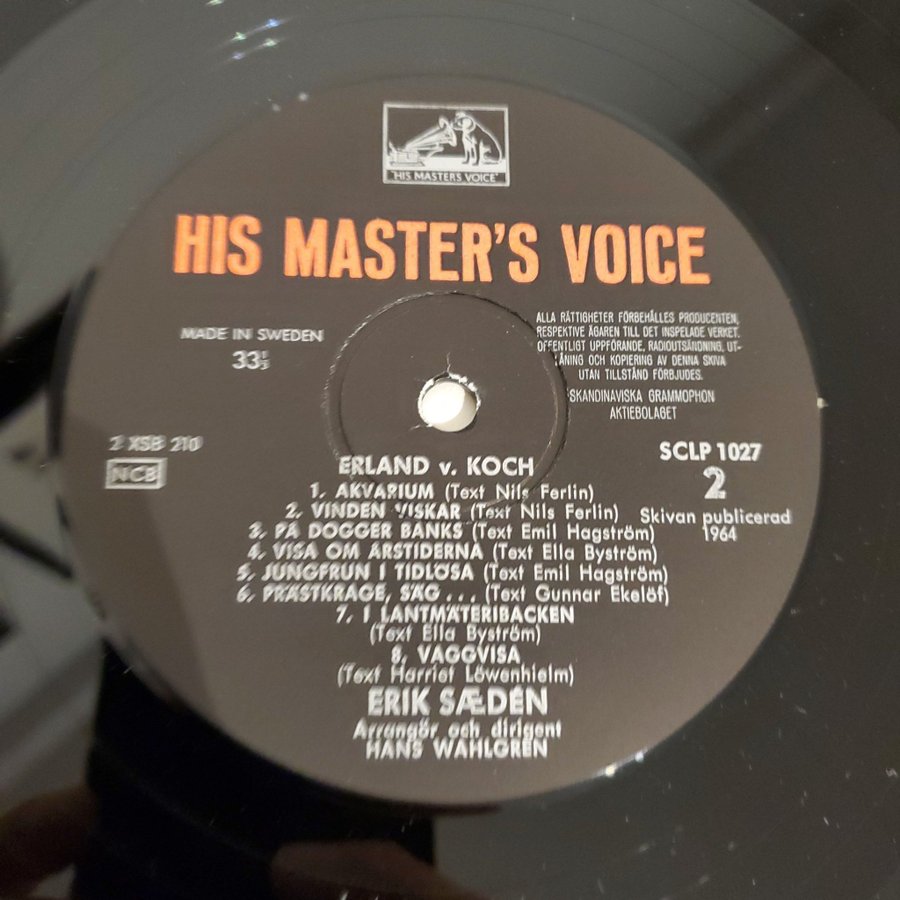 "HIS MASTER'S VOICE"
HIS MASTER'S VOICE
MADE IN SWEDEN
33⅓
ALLA RÄTTIGHETER FÖRBEHÅLLES PRODUCENTEN,
RESPEKTIVE ÄGAREN TILL DET INSPELADE VERKET.
OFFENTLIGT UPPFÖRANDE, RADIOUTSÄNDNING, UT-
LÅNING OCH KOPIERING AV DENNA SKIVA
UTAN TILLSTÅND FÖRBJUDES.
SKANDINAVISKA GRAMMOPHON
AKTIEBOLAGET
2 XSB 210
NCB
SCLP 1027
2
Skivan publicerad
1964
ERLAND v. KOCH
1. AKVARIUM (Text Nils Ferlin)
2. VINDEN VISKAR (Text Nils Ferlin)
3. PÅ DOGGER BANKS (Text Emil Hagström)
4. VISA OM ÅRSTIDERNA (Text Ella Byström)
5. JUNGFRUN I TIDLÖSA (Text Emil Hagström)
6. PRÄSTKRAGE, SÄG... (Text Gunnar Ekelöf)
7. I LANTMÄTERIBACKEN
(Text Ella Byström)
8. VAGGVISA
(Text Harriet Löwenhielm)
ERIK SÆDÉN
Arrangör och dirigent
HANS WAHLGREN